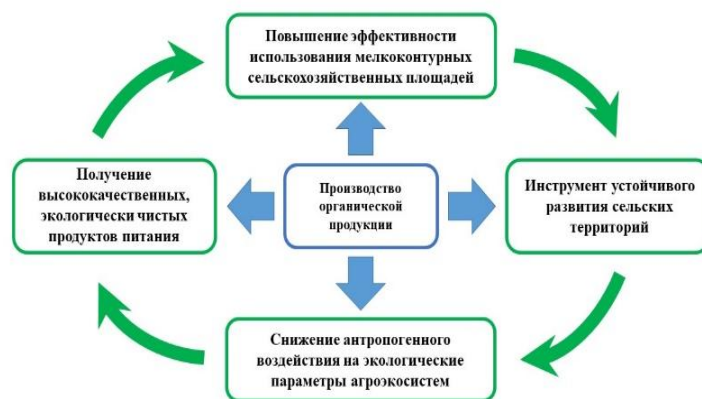 Повышение эффективности
использования мелкоконтурных
сельскохозяйственных площадей
Получение
высококачественных,
экологически чистых
продуктов питания
Производство
органической
продукции
Инструмент устойчивого
развития сельских
территорий
Снижение антропогенного
воздействия на экологические
параметры агроэкосистем